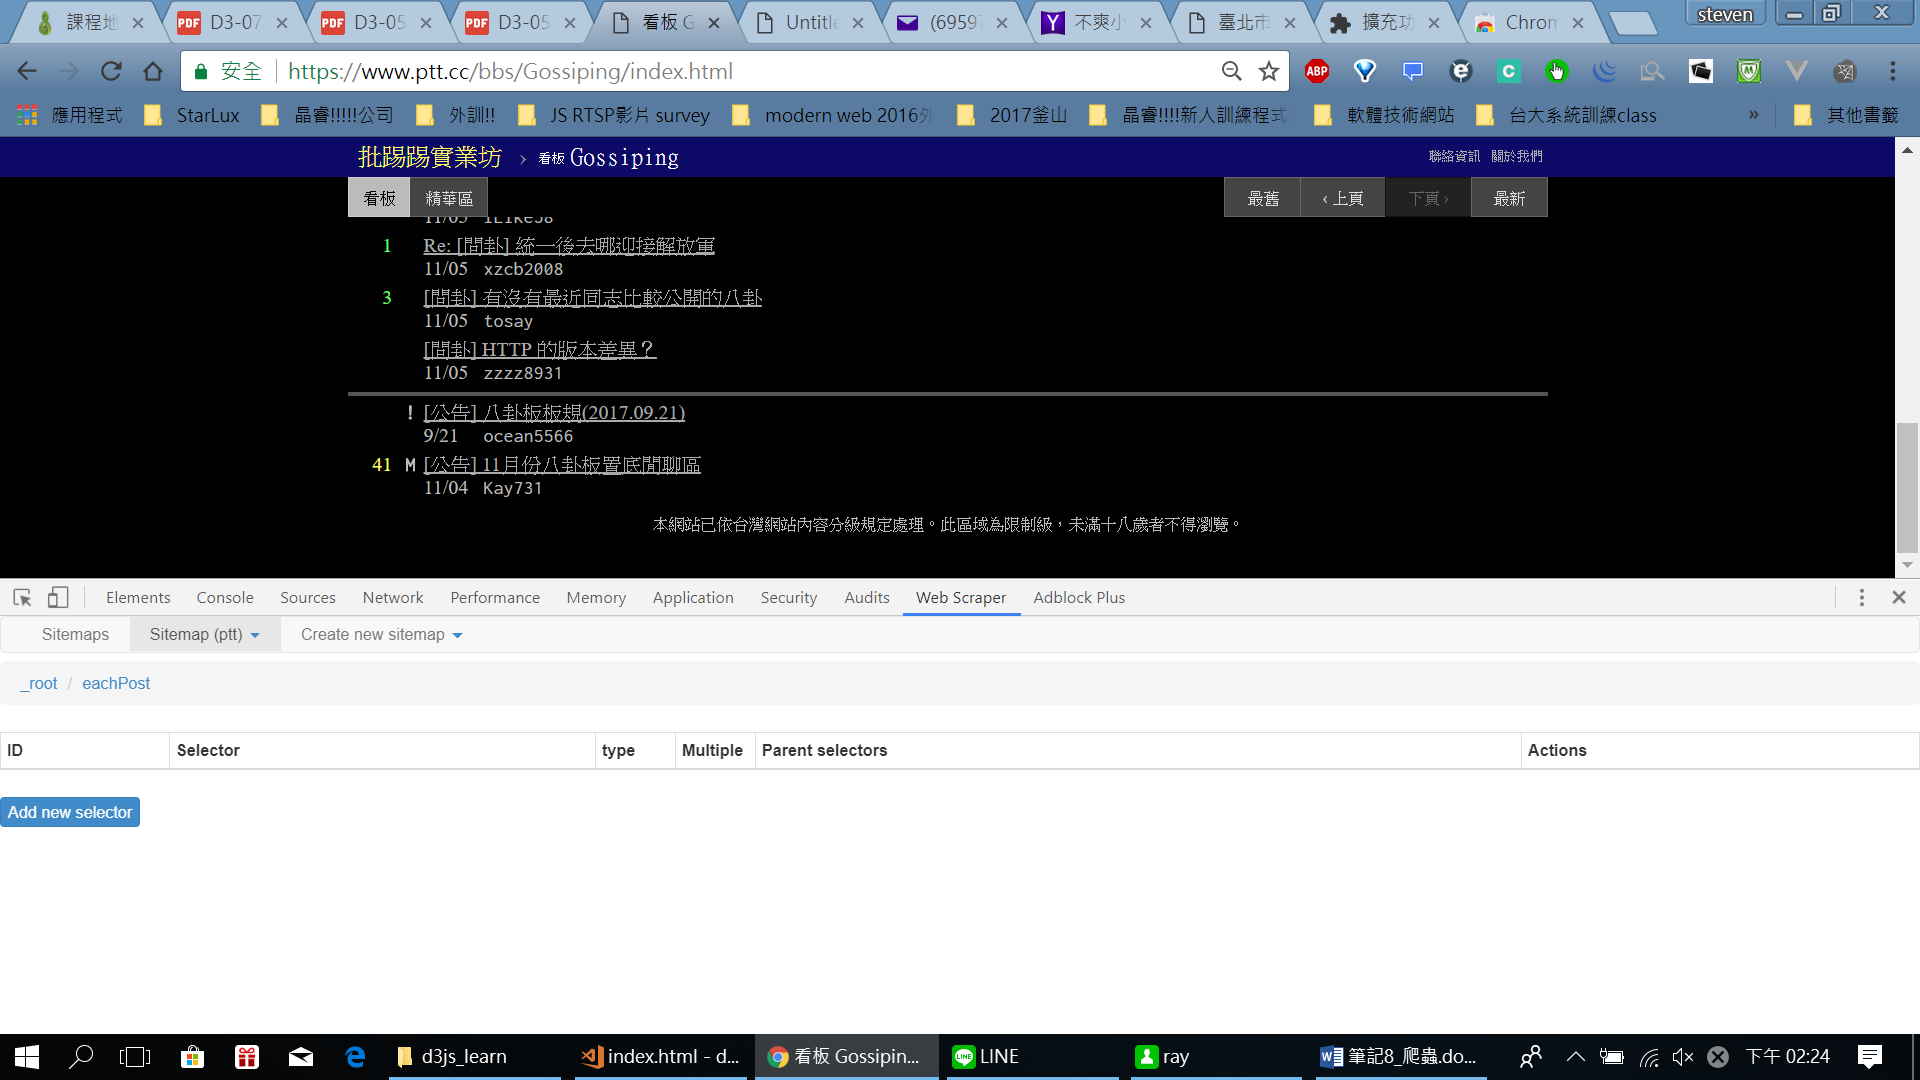 課程地
D3-07
D3-05
D3-05
看板 G
Untitle
(69597
不爽小
臺北市
擴充功
Chrom
steven
安全
https://www.ptt.cc/bbs/Gossiping/index.html
ABP
應用程式
StarLux
晶睿!!!!!公司
外訓!!
JS RTSP影片 survey
modern web 2016外
2017釜山
晶睿!!!!新人訓練程式
軟體技術網站
台大系統訓練class
»
其他書籤
批踢踢實業坊 › 看板 Gossiping
聯絡資訊 關於我們
看板 精華區
最舊 ‹ 上頁 下頁 › 最新
11/05 iLike58
1 Re: [問卦] 統一後去哪迎接解放軍
11/05 xzcb2008
3 [問卦] 有沒有最近同志比較公開的八卦
11/05 tosay
[問卦] HTTP 的版本差異？
11/05 zzzz8931
! [公告] 八卦板板規(2017.09.21)
9/21 ocean5566
41 M [公告] 11月份八卦板置底閒聊區
11/04 Kay731
本網站已依台灣網站內容分級規定處理。此區域為限制級，未滿十八歲者不得瀏覽。
Elements Console Sources Network Performance Memory Application Security Audits Web Scraper Adblock Plus
Sitemaps Sitemap (ptt) Create new sitemap
_root / eachPost
ID Selector type Multiple Parent selectors Actions
Add new selector
d3js_learn
index.html - d...
看板 Gossipin...
LINE
ray
筆記8_爬蟲.do...
下午 02:24